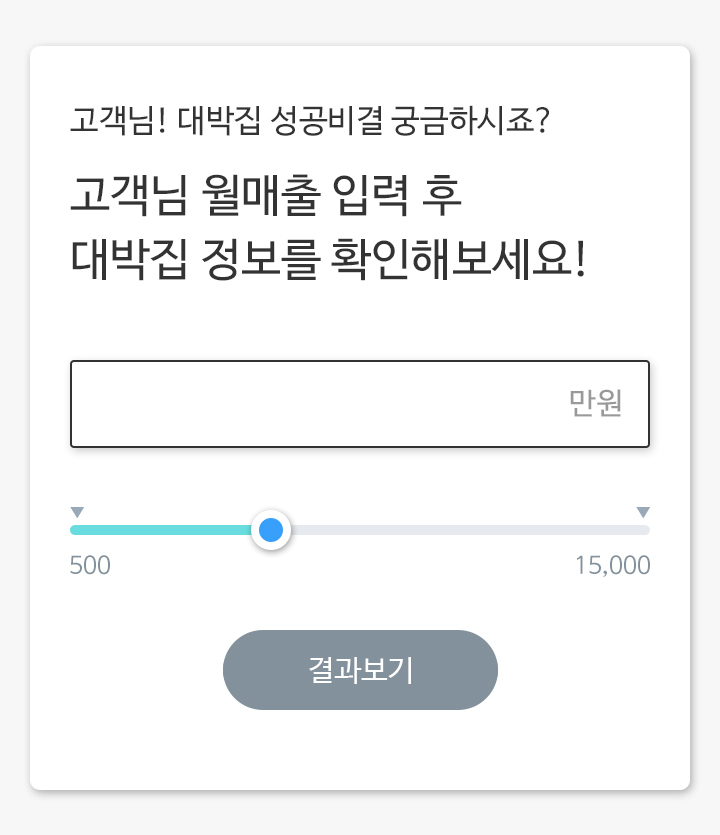 고객님! 대박집 성공비결 궁금하시죠?
고객님 월매출 입력 후
대박집 정보를 확인해보세요!
만원
500
15,000
결과보기